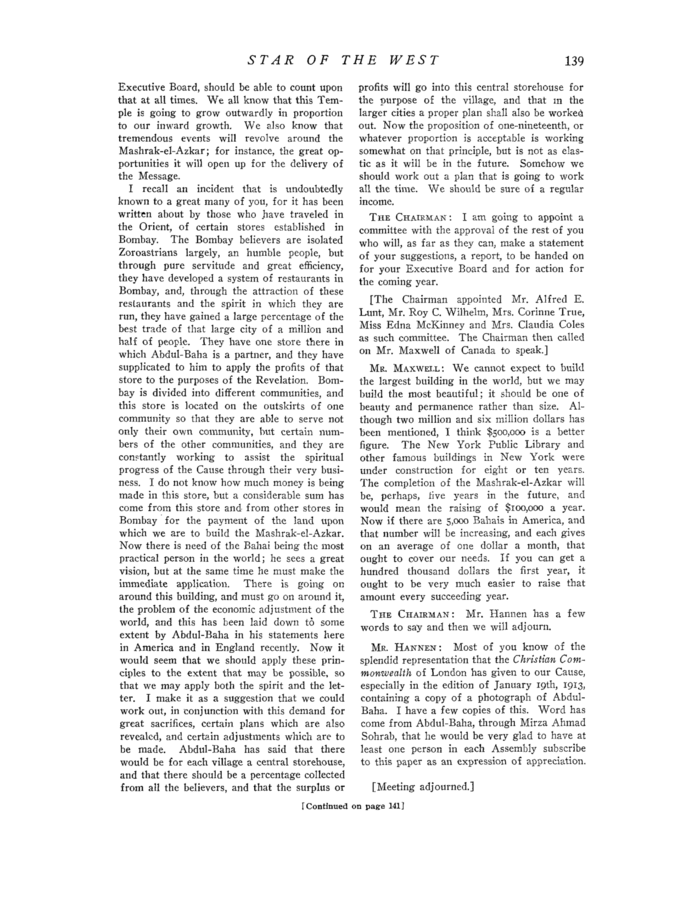 STAR OF THE WEST 139
Executive Board, should be able to count upon
that at all times. We all know that this Tem-
ple is going to grow outwardly in proportion
to our inward growth. We also know that
tremendous events will revolve around the
Mashrak-el-Azkar; for instance, the great op-
portunities it will open up for the delivery of
the Message.
I recall an incident that is undoubtedly
known to a great many of you, for it has been
written about by those who have traveled in
the Orient, of certain stores established in
Bombay. The Bombay believers are isolated
Zoroastrians largely, an humble people, but
through pure servitude and great efficiency,
they have developed a system of restaurants in
Bombay, and, through the attraction of these
restaurants and the spirit in which they are
run, they have gained a large percentage of the
best trade of that large city of a million and
half of people. They have one store there in
which Abdul-Baha is a partner, and they have
supplicated to him to apply the profits of that
store to the purposes of the Revelation. Bom-
bay is divided into different communities, and
this store is located on the outskirts of one
community so that they are able to serve not
only their own community, but certain num-
bers of the other communities, and they are
constantly working to assist the spiritual
progress of the Cause through their very busi-
ness. I do not know how much money is being
made in this store, but a considerable sum has
come from this store and from other stores in
Bombay for the payment of the land upon
which we are to build the Mashrak-el-Azkar.
Now there is need of the Bahai being the most
practical person in the world; he sees a great
vision, but at the same time he must make the
immediate application. There is going on
around this building, and must go on around it,
the problem of the economic adjustment of the
world, and this has been laid down to some
extent by Abdul-Baha in his statements here
in America and in England recently. Now it
would seem that we should apply these prin-
ciples to the extent that may be possible, so
that we may apply both the spirit and the let-
ter. I make it as a suggestion that we could
work out, in conjunction with this demand for
great sacrifices, certain plans which are also
revealed, and certain adjustments which are to
be made. Abdul-Baha has said that there
would be for each village a central storehouse,
and that there should be a percentage collected
from all the believers, and that the surplus or
profits will go into this central storehouse for
the purpose of the village, and that in the
larger cities a proper plan shall also be worked
out. Now the proposition of one-nineteenth, or
whatever proportion is acceptable is working
somewhat on that principle, but is not as elas-
tic as it will be in the future. Somehow we
should work out a plan that is going to work
all the time. We should be sure of a regular
income.
THE CHAIRMAN: I am going to appoint a
committee with the approval of the rest of you
who will, as far as they can, make a statement
of your suggestions, a report, to be handed on
for your Executive Board and for action for
the coming year.
[The Chairman appointed Mr. Alfred E.
Lunt, Mr. Roy C. Wilhelm, Mrs. Corinne True,
Miss Edna McKinney and Mrs. Claudia Coles
as such committee. The Chairman then called
on Mr. Maxwell of Canada to speak.]
MR. MAXWELL: We cannot expect to build
the largest building in the world, but we may
build the most beautiful; it should be one of
beauty and permanence rather than size. Al-
though two million and six million dollars has
been mentioned, I think $500,000 is a better
figure. The New York Public Library and
other famous buildings in New York were
under construction for eight or ten years.
The completion of the Mashrak-el-Azkar will
be, perhaps, five years in the future, and
would mean the raising of $100,000 a year.
Now if there are 5,000 Bahais in America, and
that number will be increasing, and each gives
on an average of one dollar a month, that
ought to cover our needs. If you can get a
hundred thousand dollars the first year, it
ought to be very much easier to raise that
amount every succeeding year.
THE CHAIRMAN: Mr. Hannen has a few
words to say and then we will adjourn.
MR. HANNEN: Most of you know of the
splendid representation that the Christian Com-
monwealth of London has given to our Cause,
especially in the edition of January 19th, 1913,
containing a copy of a photograph of Abdul-
Baha. I have a few copies of this. Word has
come from Abdul-Baha, through Mirza Ahmad
Sohrab, that he would be very glad to have at
least one person in each Assembly subscribe
to this paper as an expression of appreciation.
[Meeting adjourned.]
[Continued on page 141]